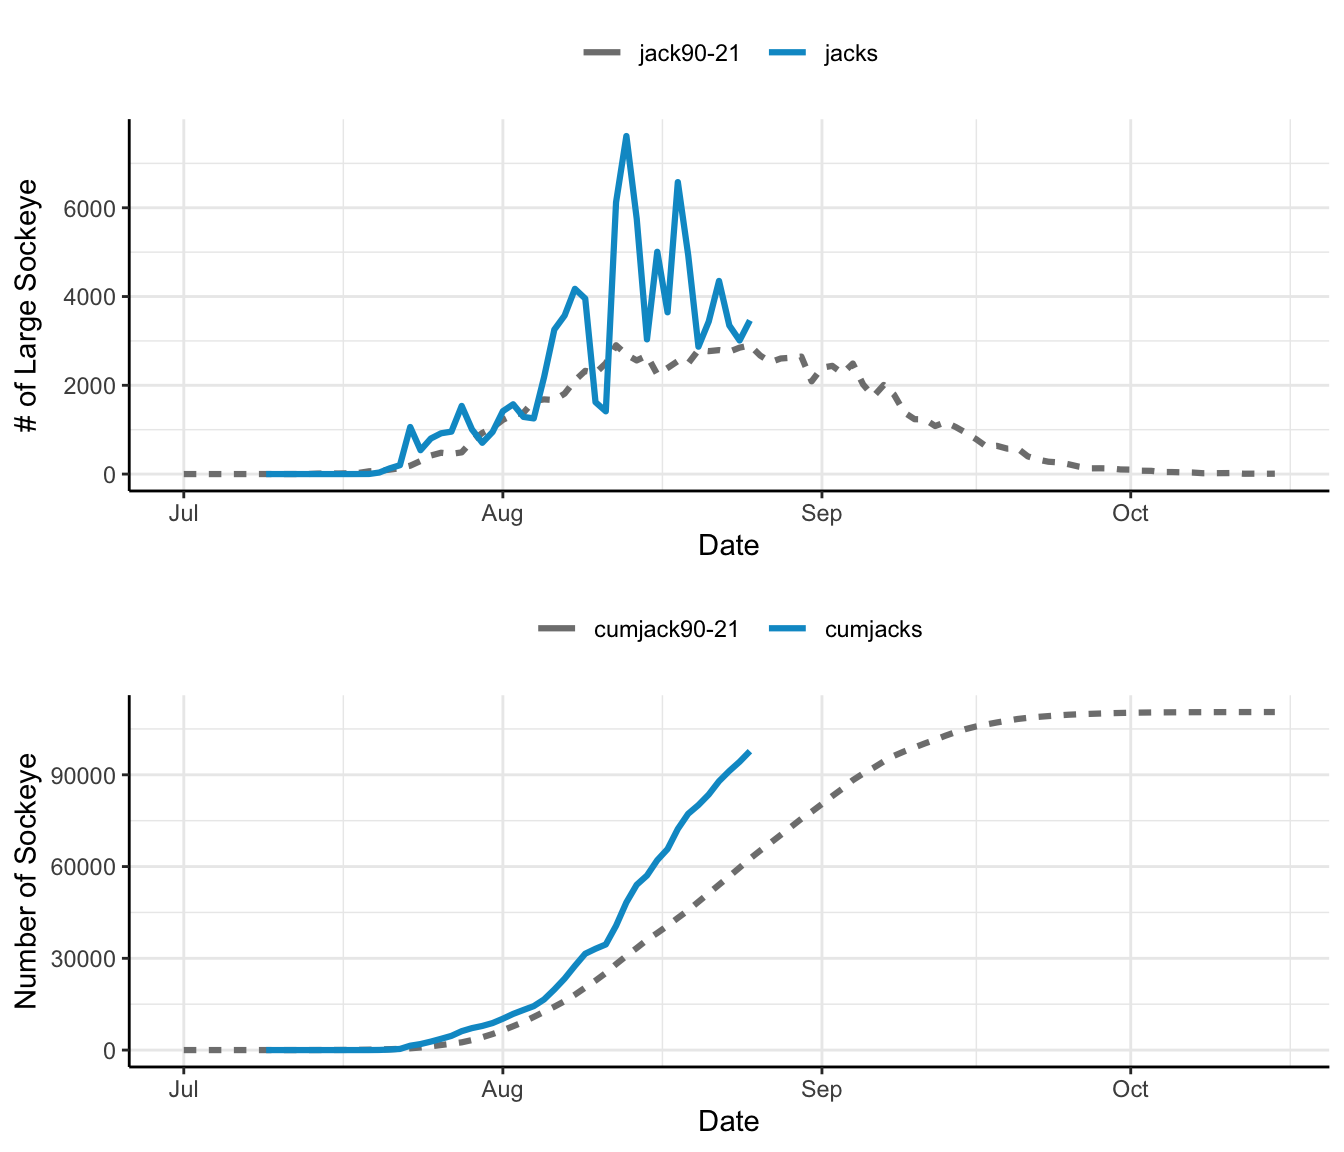 jack90-21 jacks
# of Large Sockeye
6000
4000
2000
0
Jul Aug Sep Oct
Date
cumjack90-21 cumjacks
Number of Sockeye
90000
60000
30000
0
Jul Aug Sep Oct
Date